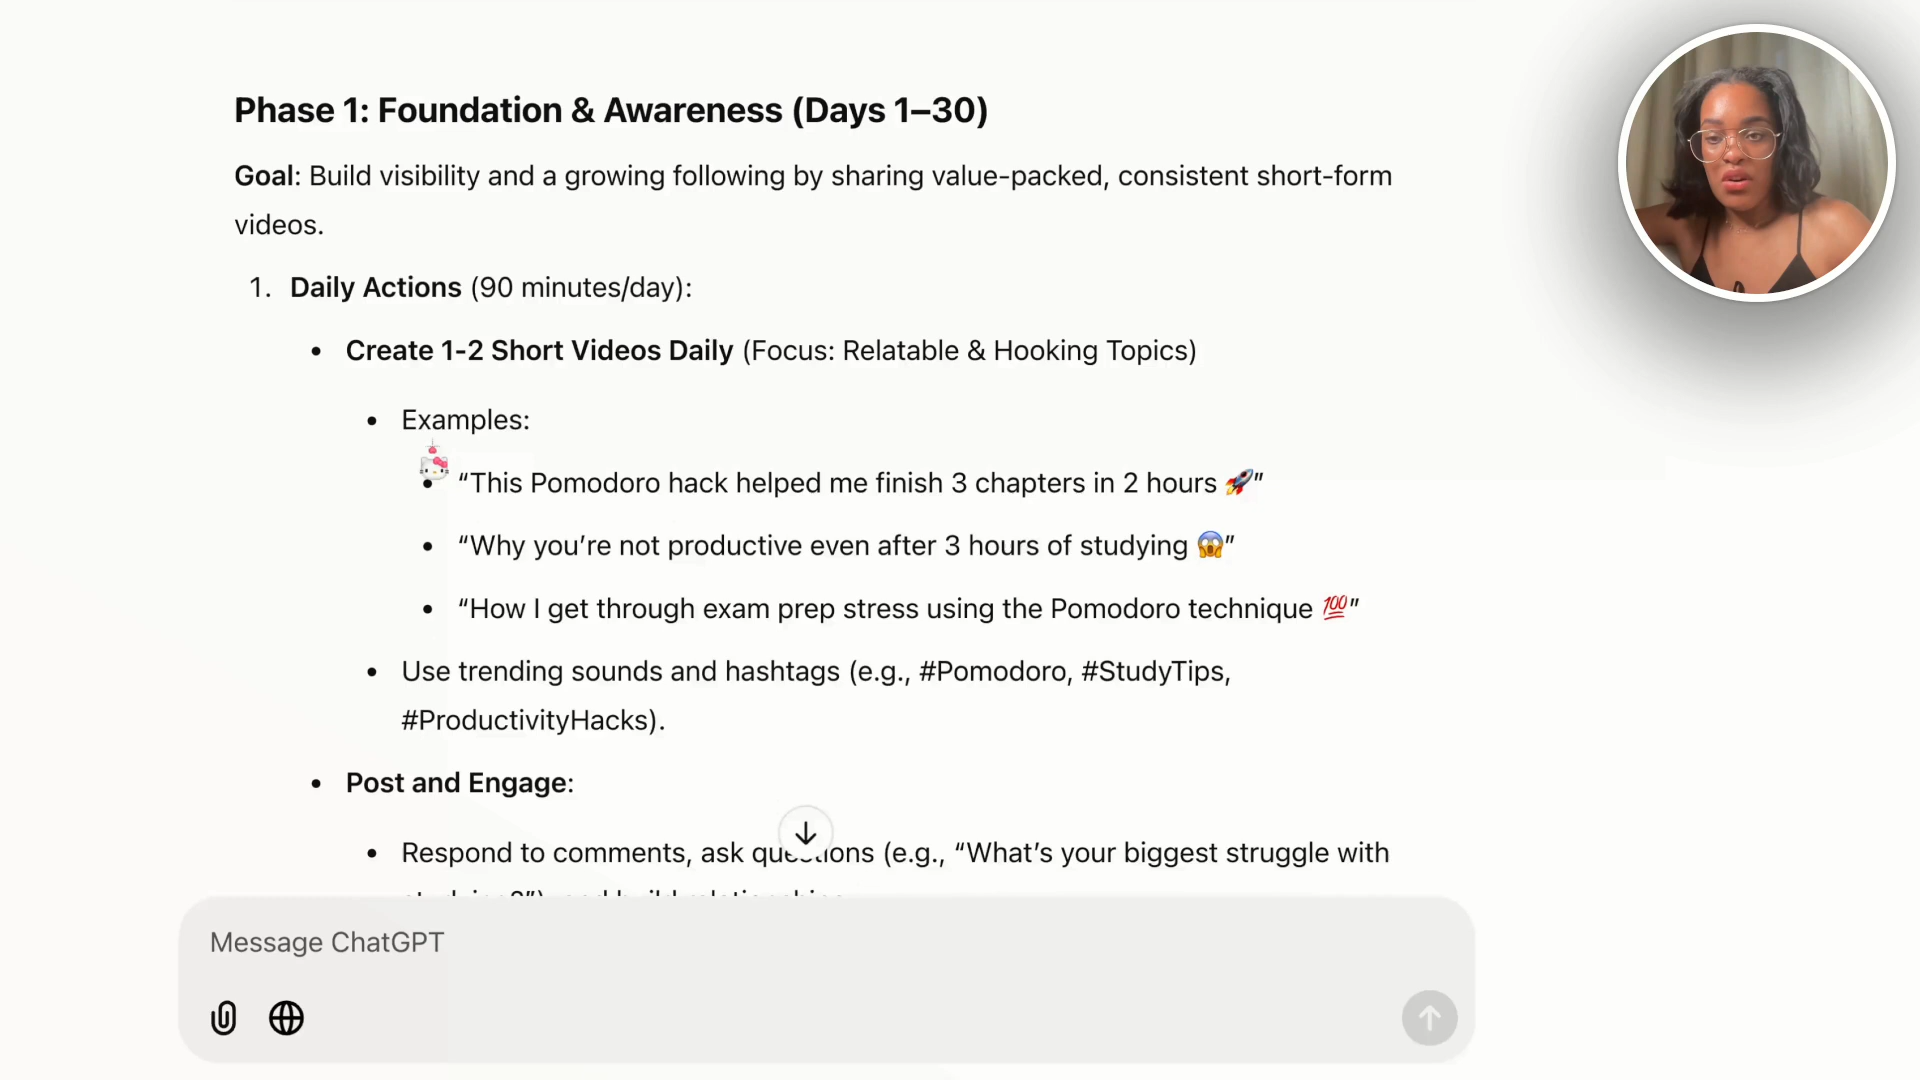 Phase 1: Foundation & Awareness (Days 1–30)
Goal: Build visibility and a growing following by sharing value-packed, consistent short-form
videos.
1. Daily Actions (90 minutes/day):
• Create 1-2 Short Videos Daily (Focus: Relatable & Hooking Topics)
• Examples:
• “This Pomodoro hack helped me finish 3 chapters in 2 hours 🚀”
• “Why you’re not productive even after 3 hours of studying 😱”
• “How I get through exam prep stress using the Pomodoro technique 💯”
• Use trending sounds and hashtags (e.g., #Pomodoro, #StudyTips,
#ProductivityHacks).
• Post and Engage:
• Respond to comments, ask questions (e.g., “What’s your biggest struggle with
Message ChatGPT